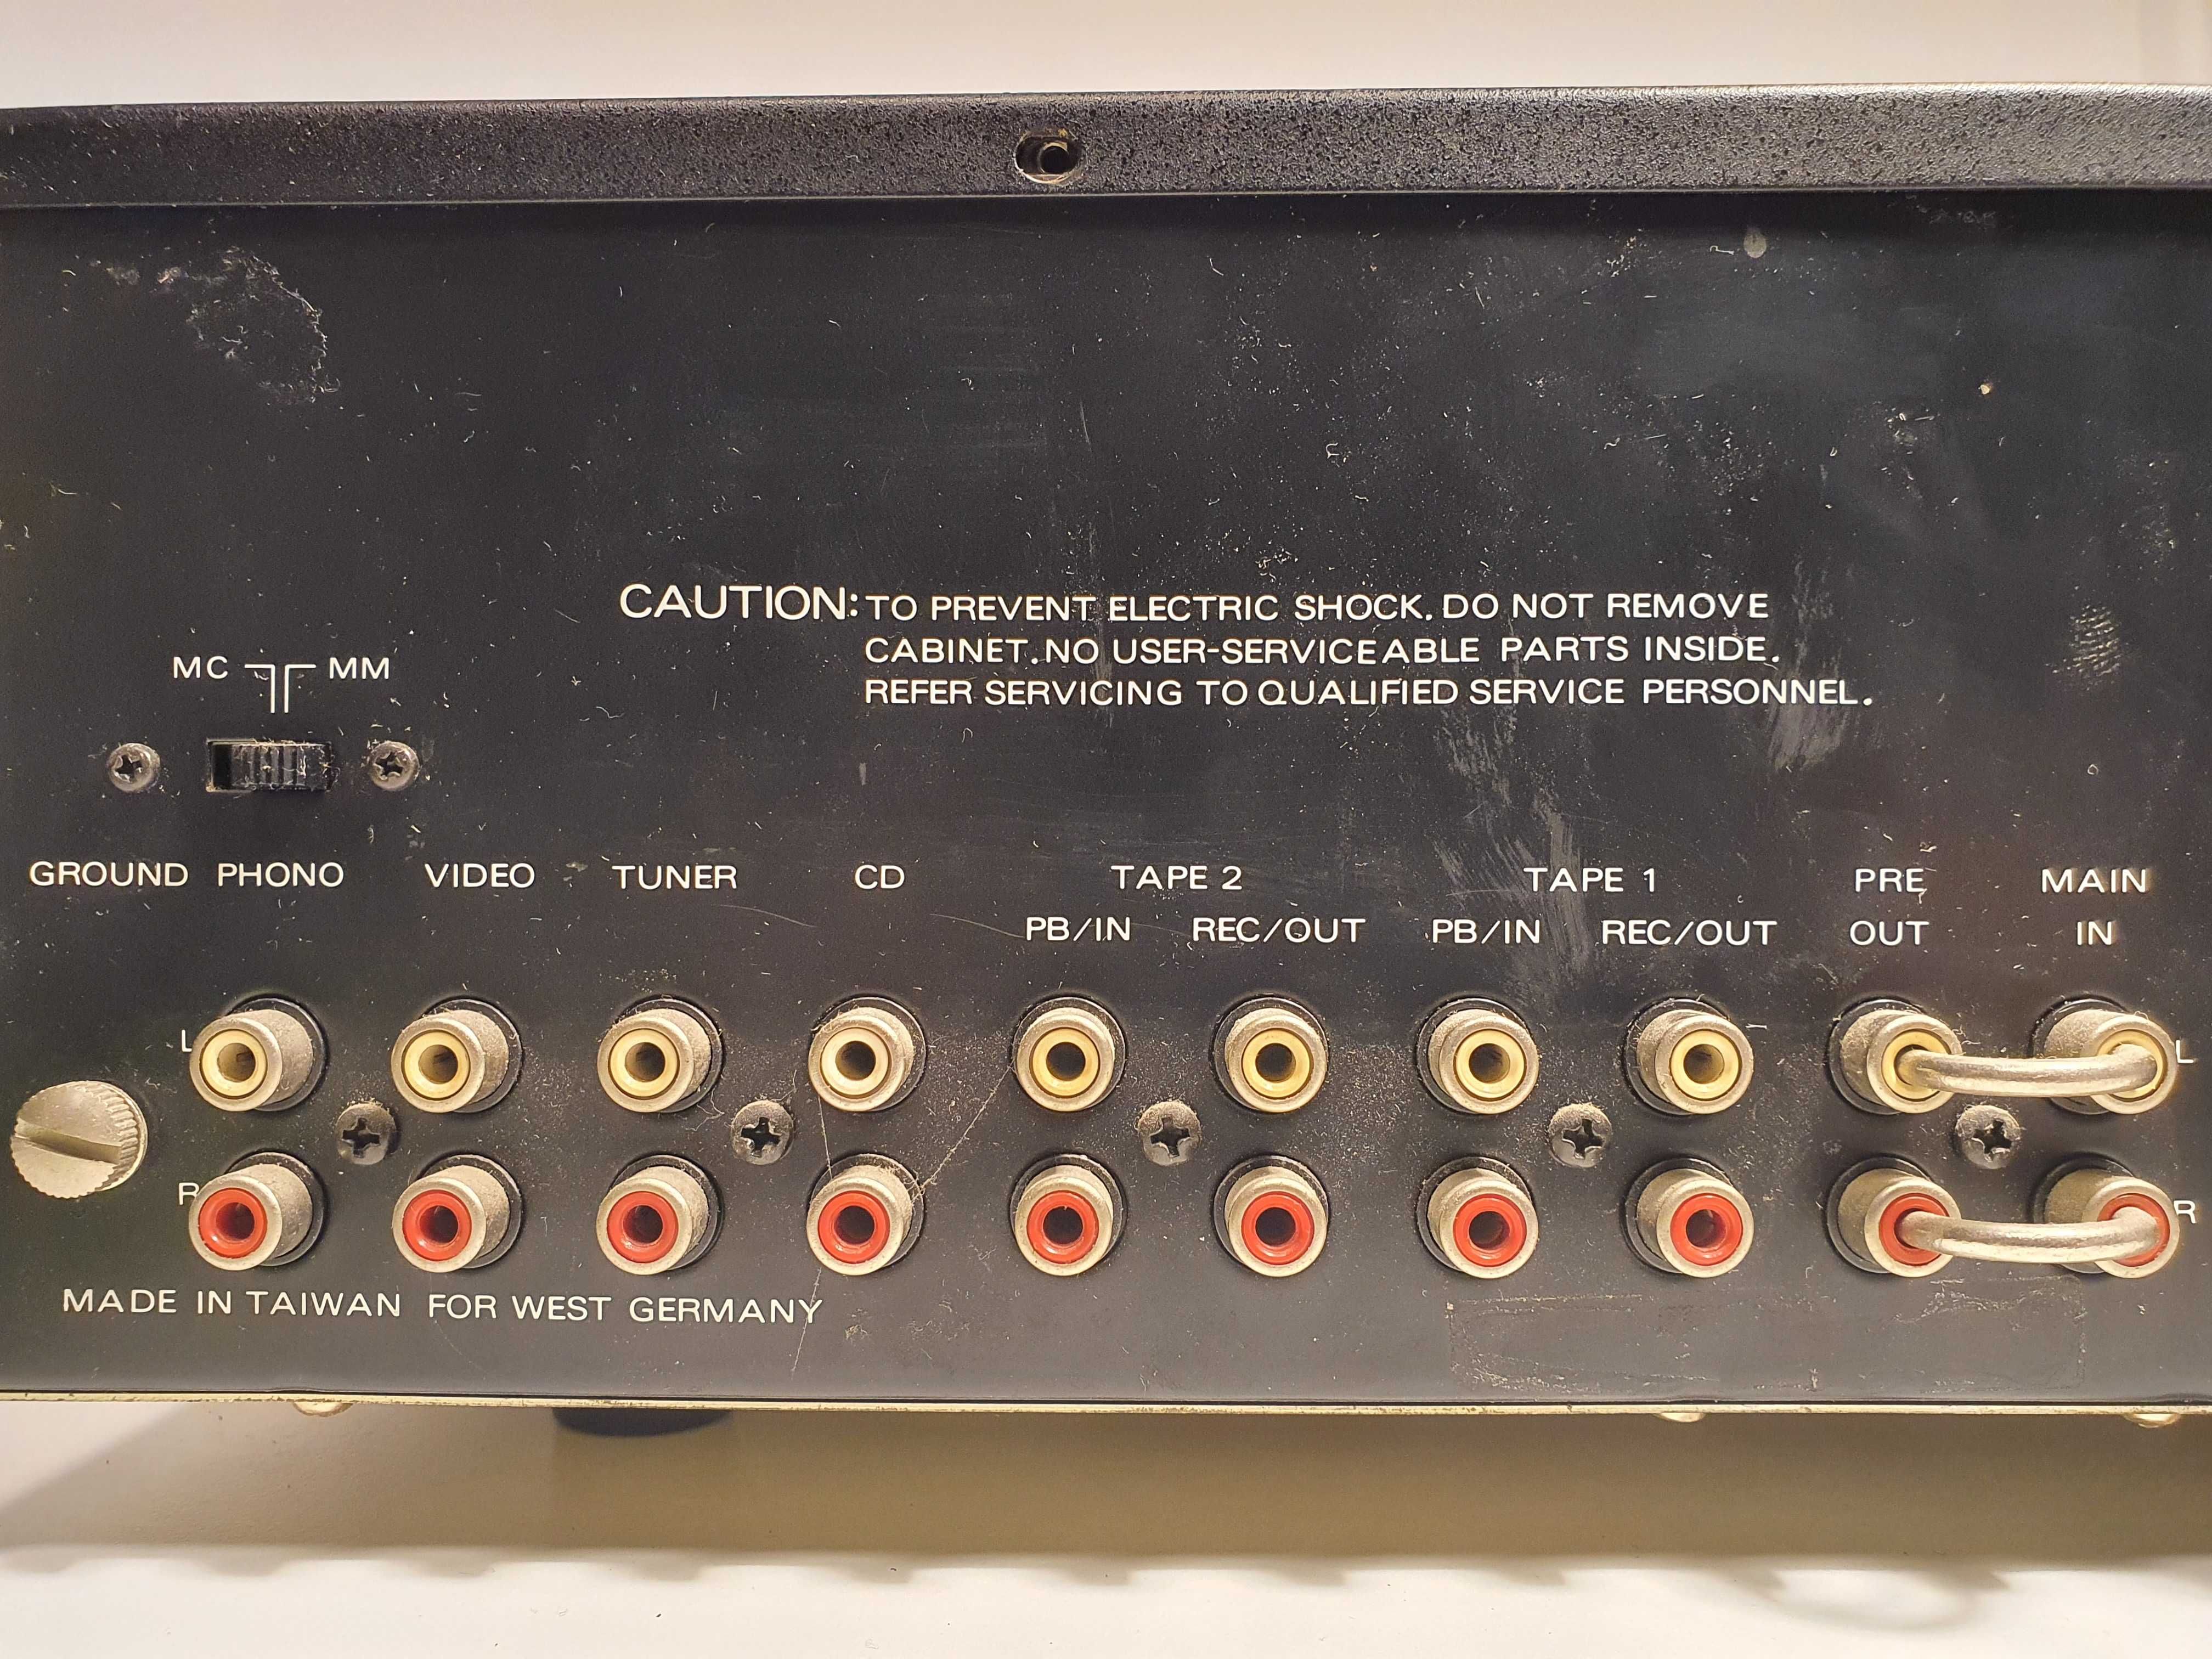 CAUTION: TO PREVENT ELECTRIC SHOCK. DO NOT REMOVE
CABINET. NO USER-SERVICEABLE PARTS INSIDE.
REFER SERVICING TO QUALIFIED SERVICE PERSONNEL.
MC MM
GROUND PHONO VIDEO TUNER CD TAPE 2 TAPE 1 PRE MAIN
PB/IN REC/OUT PB/IN REC/OUT OUT IN
L L
R R
MADE IN TAIWAN FOR WEST GERMANY